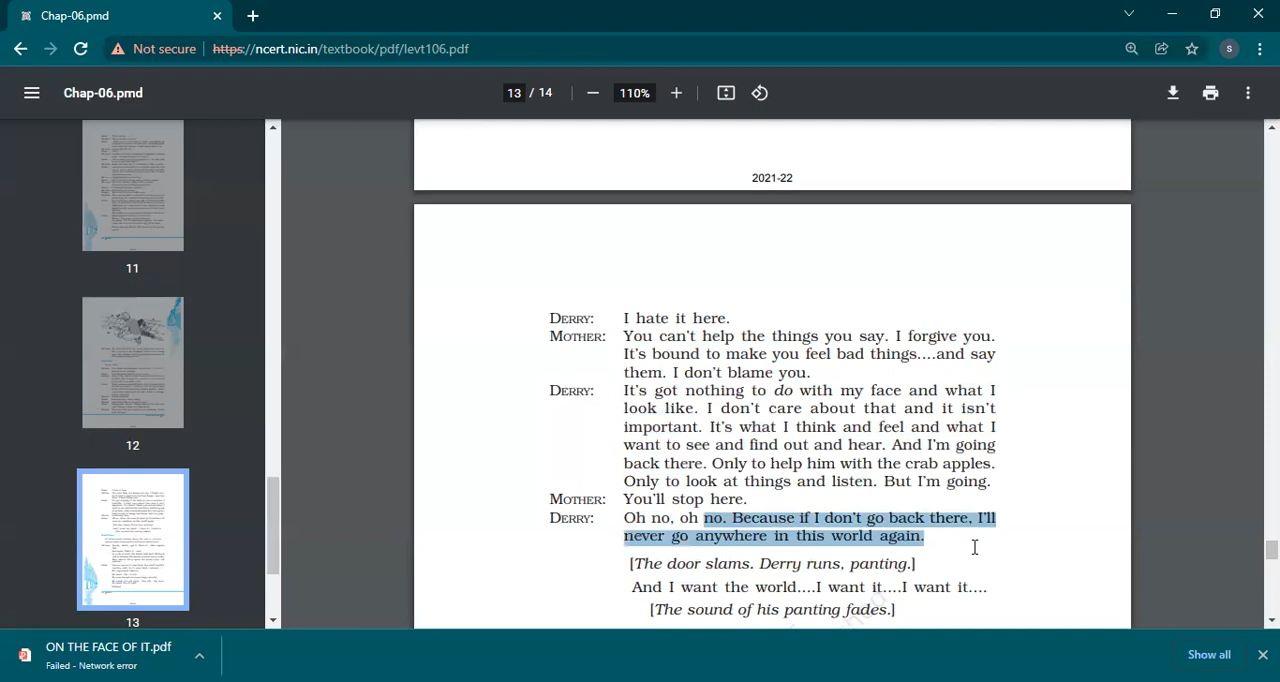 Chap-06.pmd
Not secure
https://ncert.nic.in/textbook/pdf/levt106.pdf
S
Chap-06.pmd
13 / 14
110%
11
12
13
2021-22
DERRY: I hate it here.
MOTHER: You can't help the things you say. I forgive you.
It's bound to make you feel bad things....and say
them. I don't blame you.
DERRY: It's got nothing to do with my face and what I
look like. I don't care about that and it isn't
important. It's what I think and feel and what I
want to see and find out and hear. And I'm going
back there. Only to help him with the crab apples.
Only to look at things and listen. But I'm going.
MOTHER: You'll stop here.
DERRY: Oh no, oh no. Because if I don't go back there, I'll
never go anywhere in this world again.
[The door slams. Derry runs, panting.]
And I want the world....I want it....I want it....
[The sound of his panting fades.]
ON THE FACE OF IT.pdf
Failed - Network error
Show all